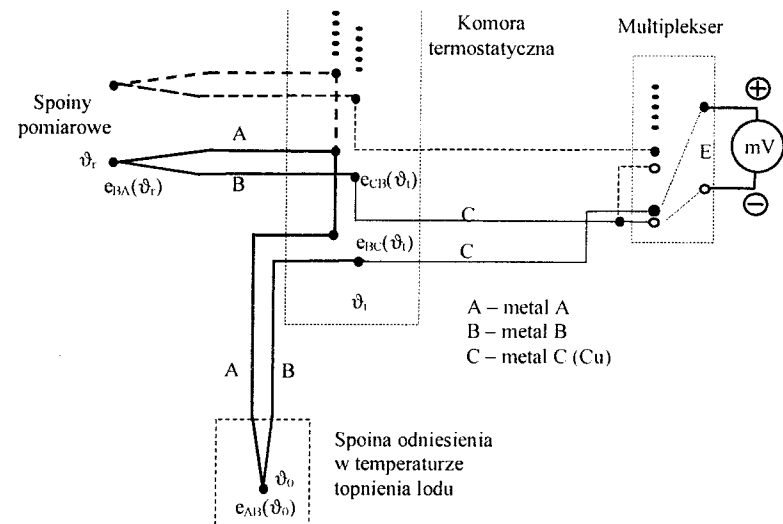 Komora
termostatyczna
Multiplekser
Spoiny
pomiarowe
A
ϑr
B
eBA(ϑr)
eCB(ϑt)
C
E
mV
+
−
eBC(ϑt)
C
ϑt
A – metal A
B – metal B
C – metal C (Cu)
A
B
Spoina odniesienia
w temperaturze
topnienia lodu
ϑ0
eAB(ϑ0)